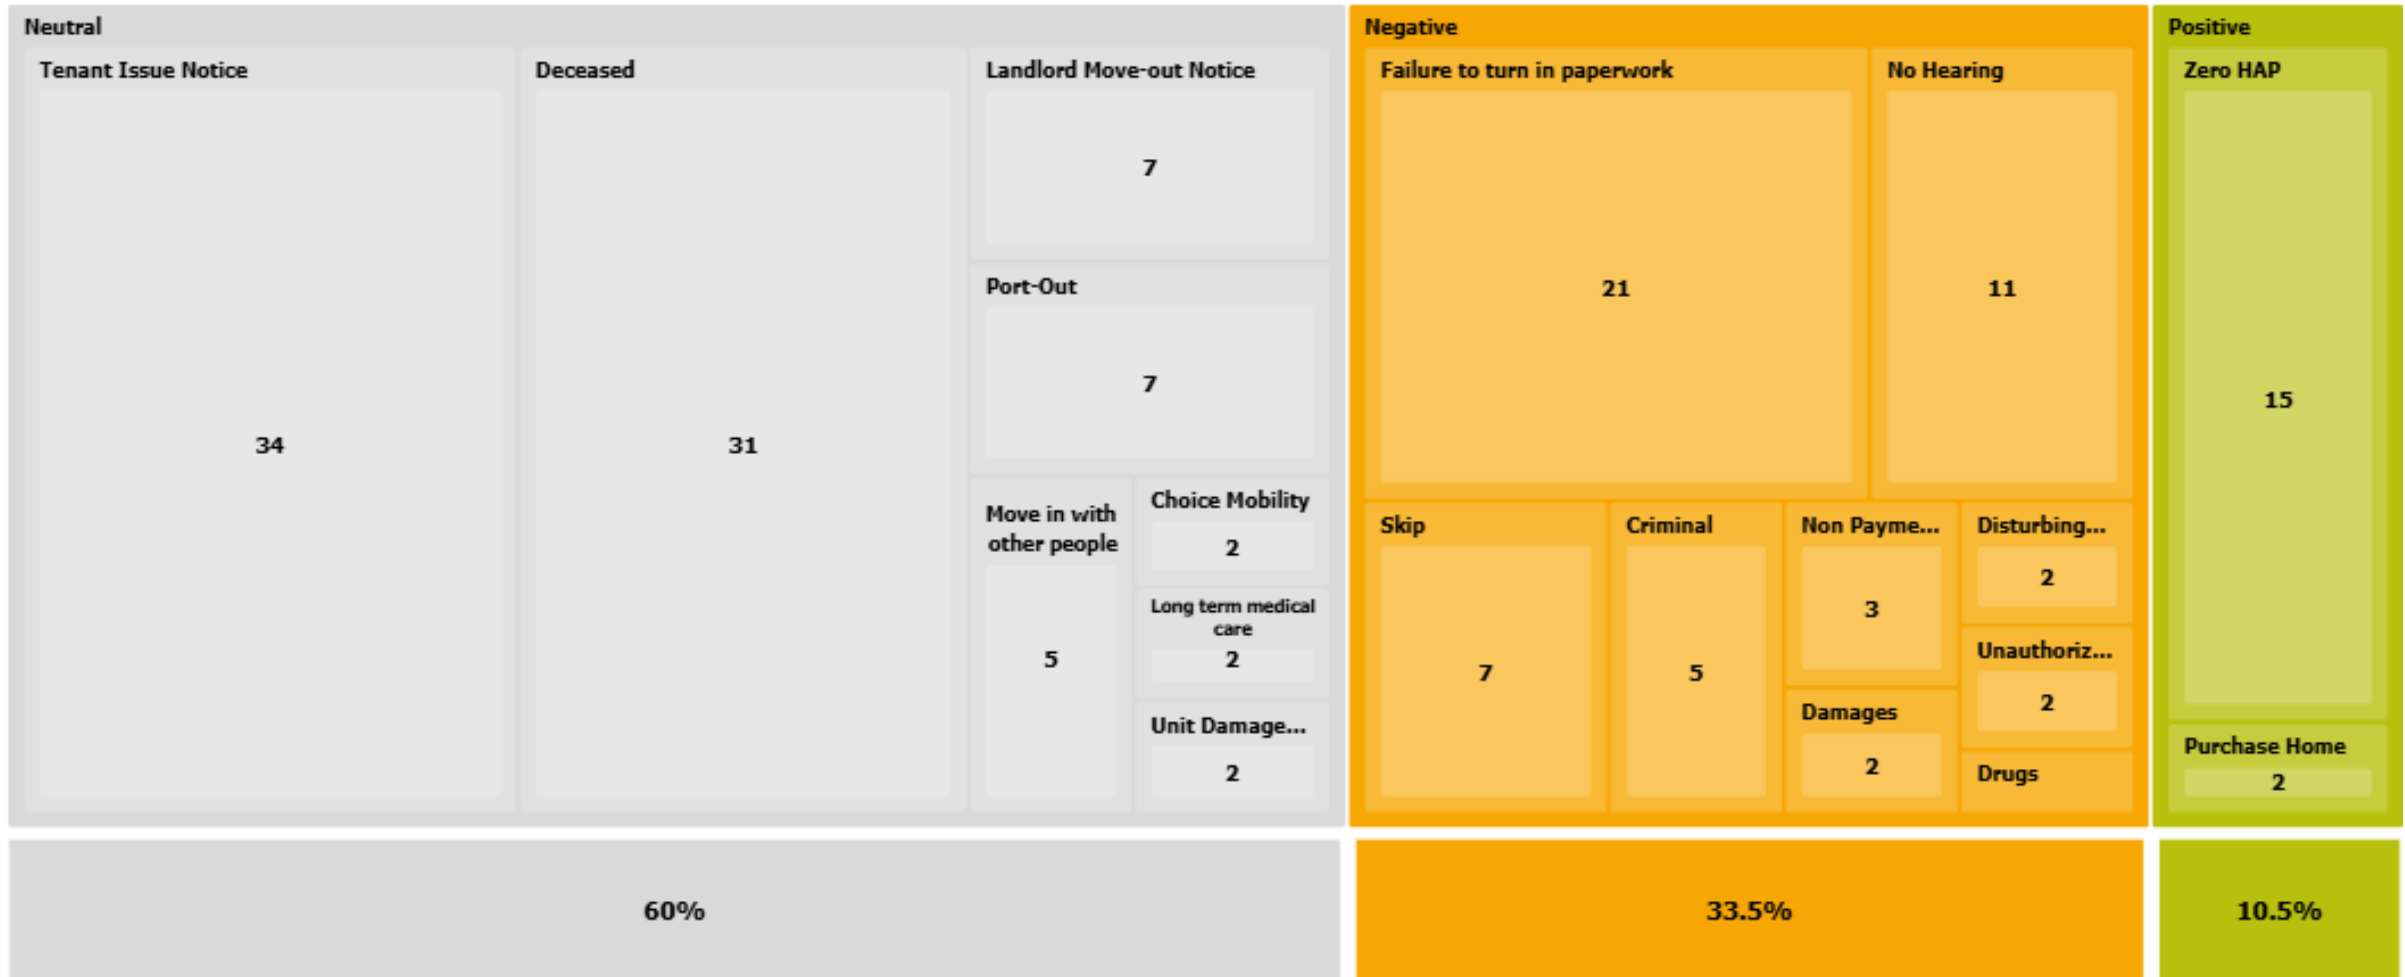 Neutral
Tenant Issue Notice
34
Deceased
31
Landlord Move-out Notice
7
Port-Out
7
Move in with
other people
5
Choice Mobility
2
Long term medical
care
2
Unit Damage...
2
Negative
Failure to turn in paperwork
21
No Hearing
11
Skip
7
Criminal
5
Non Payme...
3
Damages
2
Disturbing...
2
Unauthoriz...
2
Drugs
Positive
Zero HAP
15
Purchase Home
2
60%
33.5%
10.5%